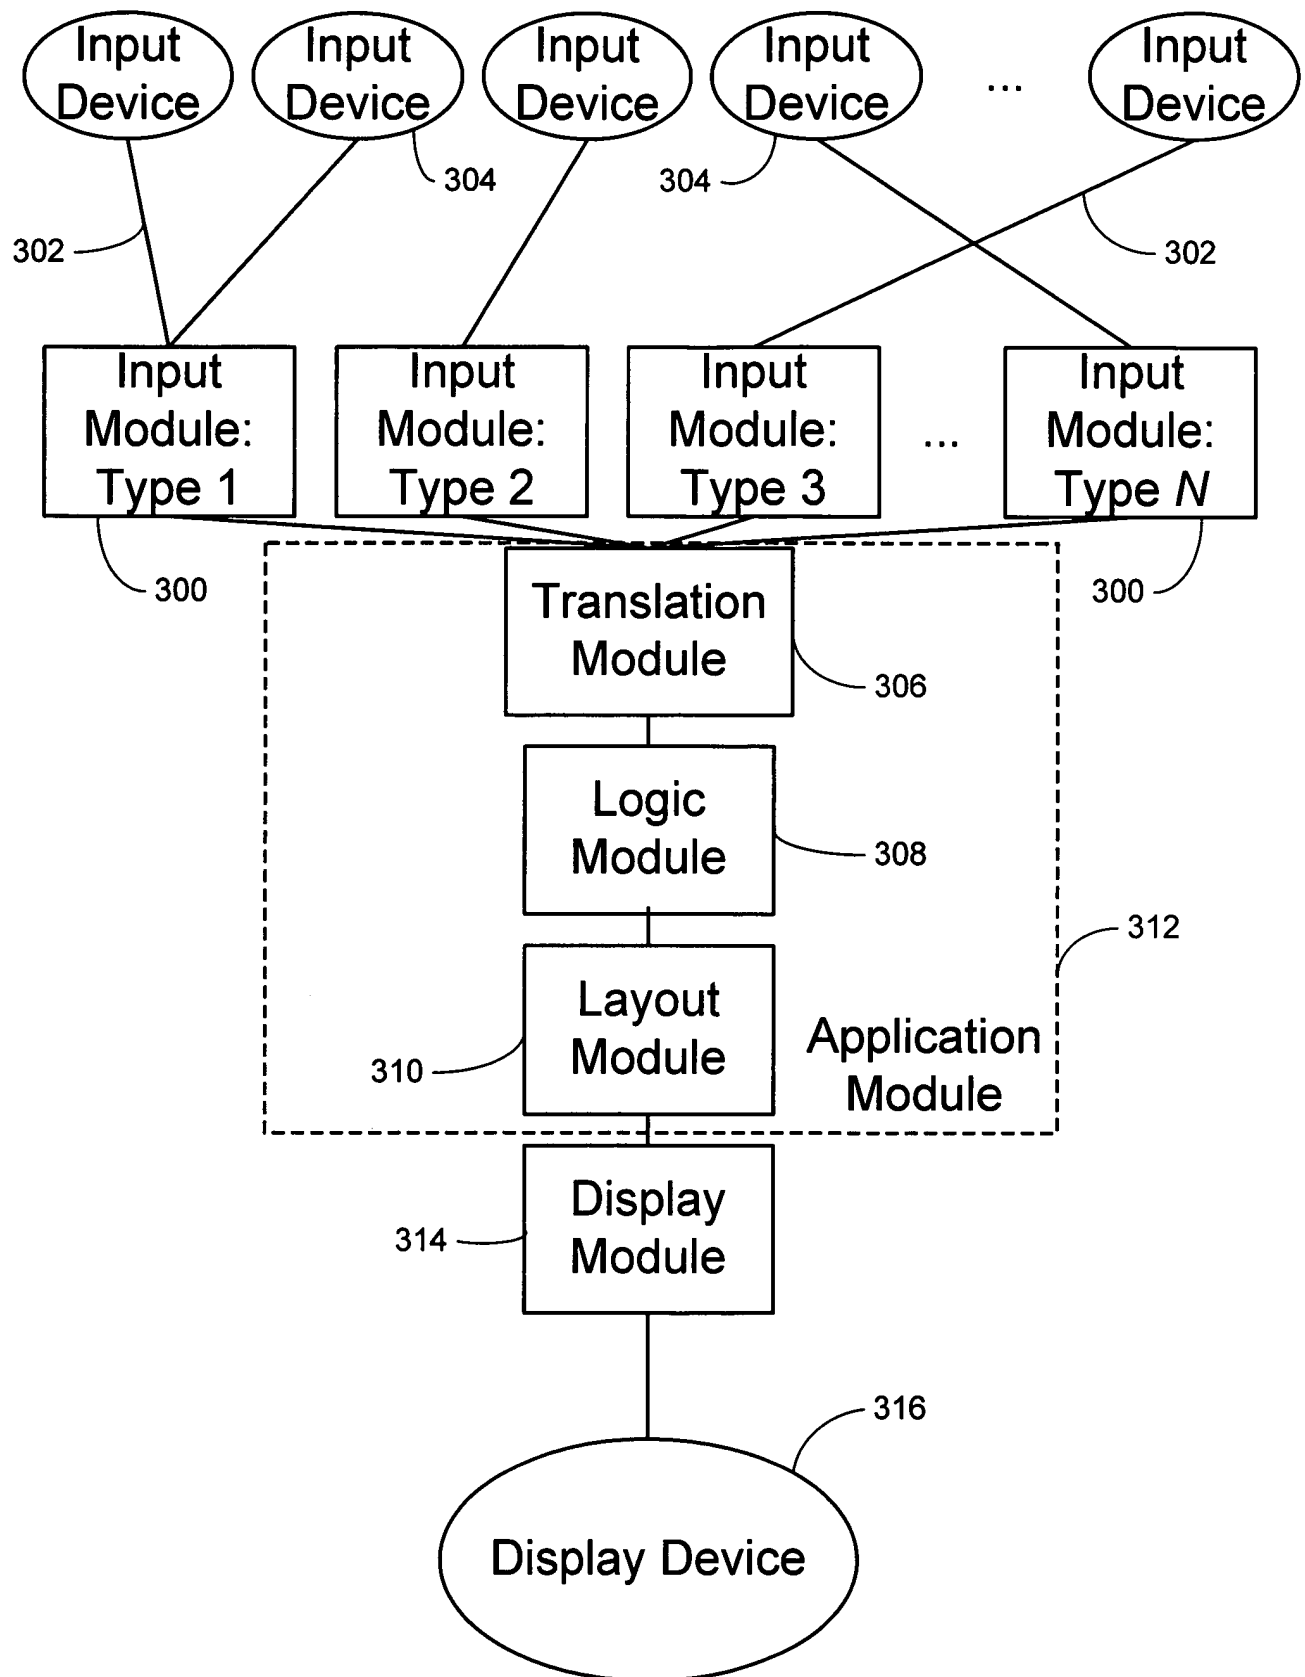 Input
Device
Input
Device
Input
Device
Input
Device
...
Input
Device
304
304
302
302
Input
Module:
Type 1
Input
Module:
Type 2
Input
Module:
Type 3
...
Input
Module:
Type N
300
300
Translation
Module
306
Logic
Module
308
312
Layout
Module
310
Application
Module
Display
Module
314
316
Display Device